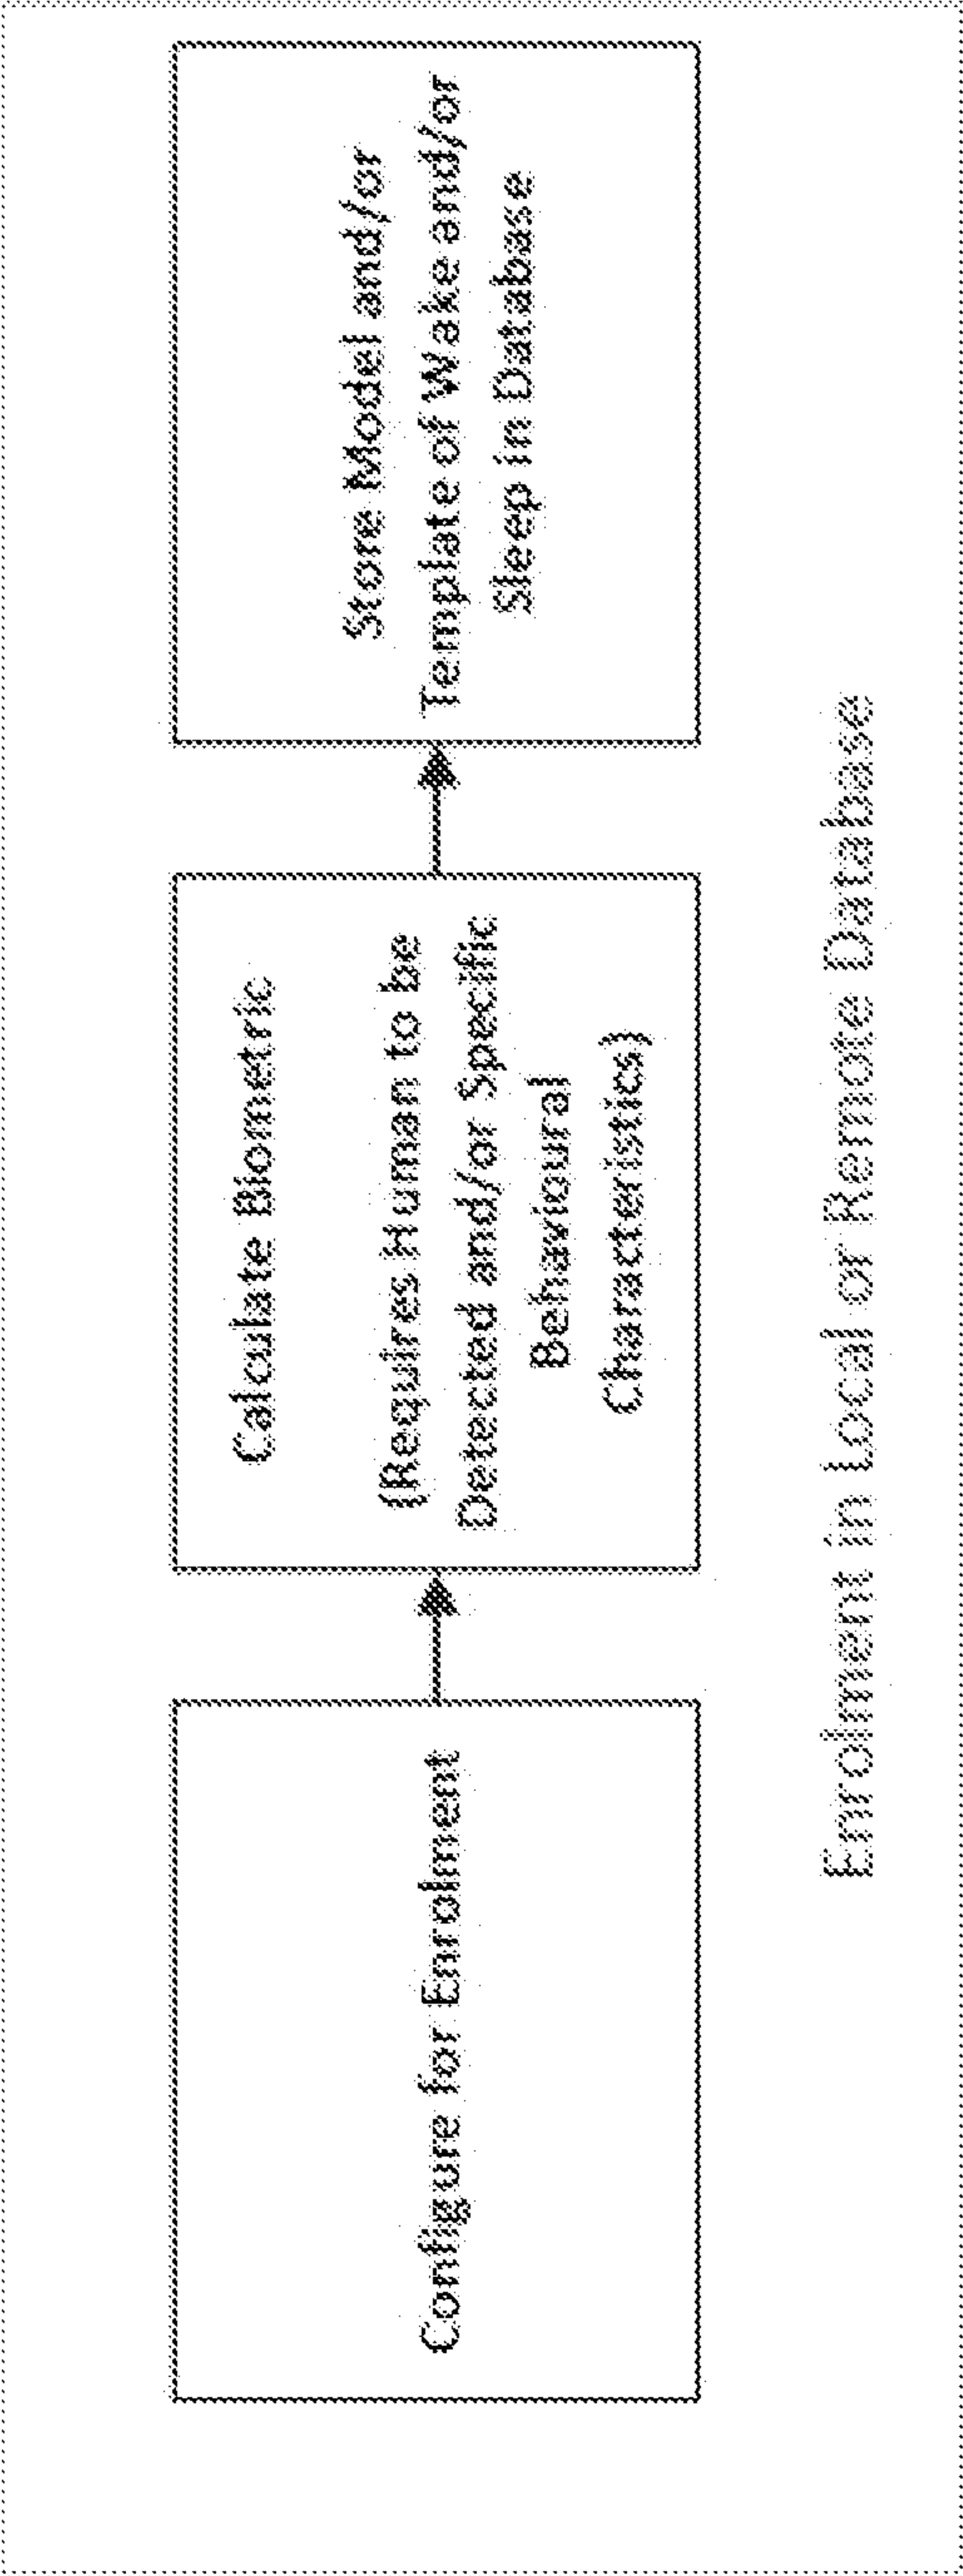 Configure for Enrolment
Calculate Biometric
(Requires Human to be
Detected and/or Specific
Behavioural
Characteristics)
Store Model and/or
Template of Wake and/or
Sleep in Database
Enrolment in Local or Remote Database